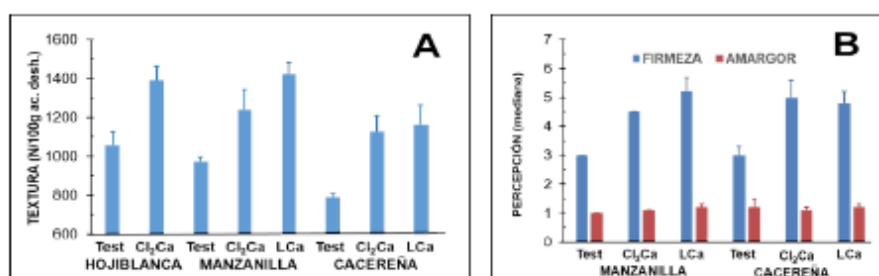 A
TEXTURA (N/100g ac. desh.)
1600
1400
1200
1000
800
600
Test Cl₂Ca Test Cl₂Ca LCa Test Cl₂Ca LCa
HOJIBLANCA MANZANILLA CACEREÑA
B
PERCEPCIÓN (mediana)
7
6
5
4
3
2
1
0
FIRMEZA AMARGOR
Test Cl₂Ca LCa Test Cl₂Ca LCa
MANZANILLA CACEREÑA